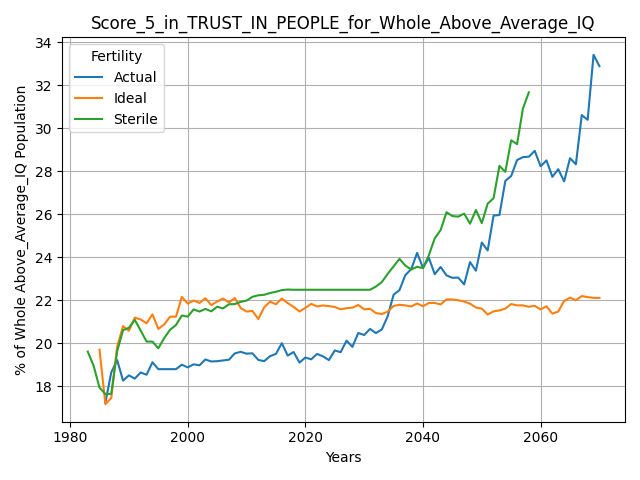 Score_5_in_TRUST_IN_PEOPLE_for_Whole_Above_Average_IQ
% of Whole Above_Average_IQ Population
34
32
30
28
26
24
22
20
18
Fertility
Actual
Ideal
Sterile
1980
2000
2020
2040
2060
Years